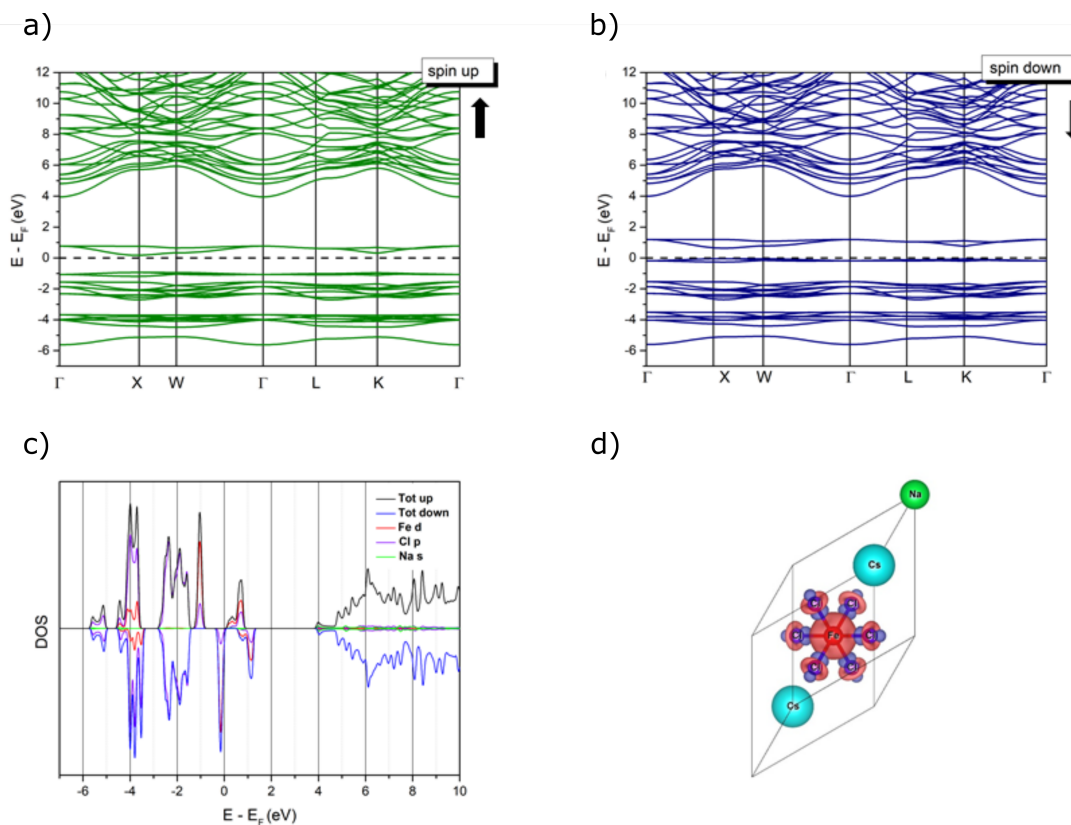 a)
spin up
12
10
8
6
4
2
0
-2
-4
-6
E - E_F (eV)
Γ X W Γ L K Γ
b)
spin down
12
10
8
6
4
2
0
-2
-4
-6
E - E_F (eV)
Γ X W Γ L K Γ
c)
Tot up
Tot down
Fe d
Cl p
Na s
DOS
-6 -4 -2 0 2 4 6 8 10
E - E_F (eV)
d)
Na
Cs
Cl Cl
Cl Fe Cl
Cl Cl
Cs